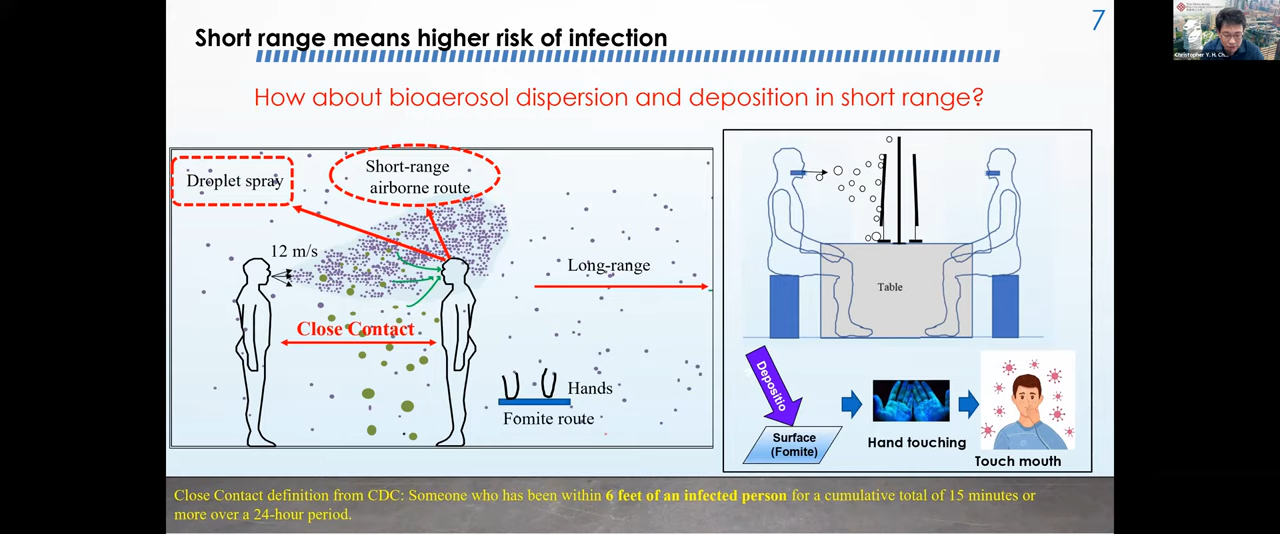 Short range means higher risk of infection
7
How about bioaerosol dispersion and deposition in short range?
Droplet spray
Short-range
airborne route
12 m/s
Long-range
Close Contact
Hands
Fomite route
Table
Depositio
Surface
(Fomite)
Hand touching
Touch mouth
Close Contact definition from CDC: Someone who has been within 6 feet of an infected person for a cumulative total of 15 minutes or
more over a 24-hour period.
Christopher Y. H. Ch...